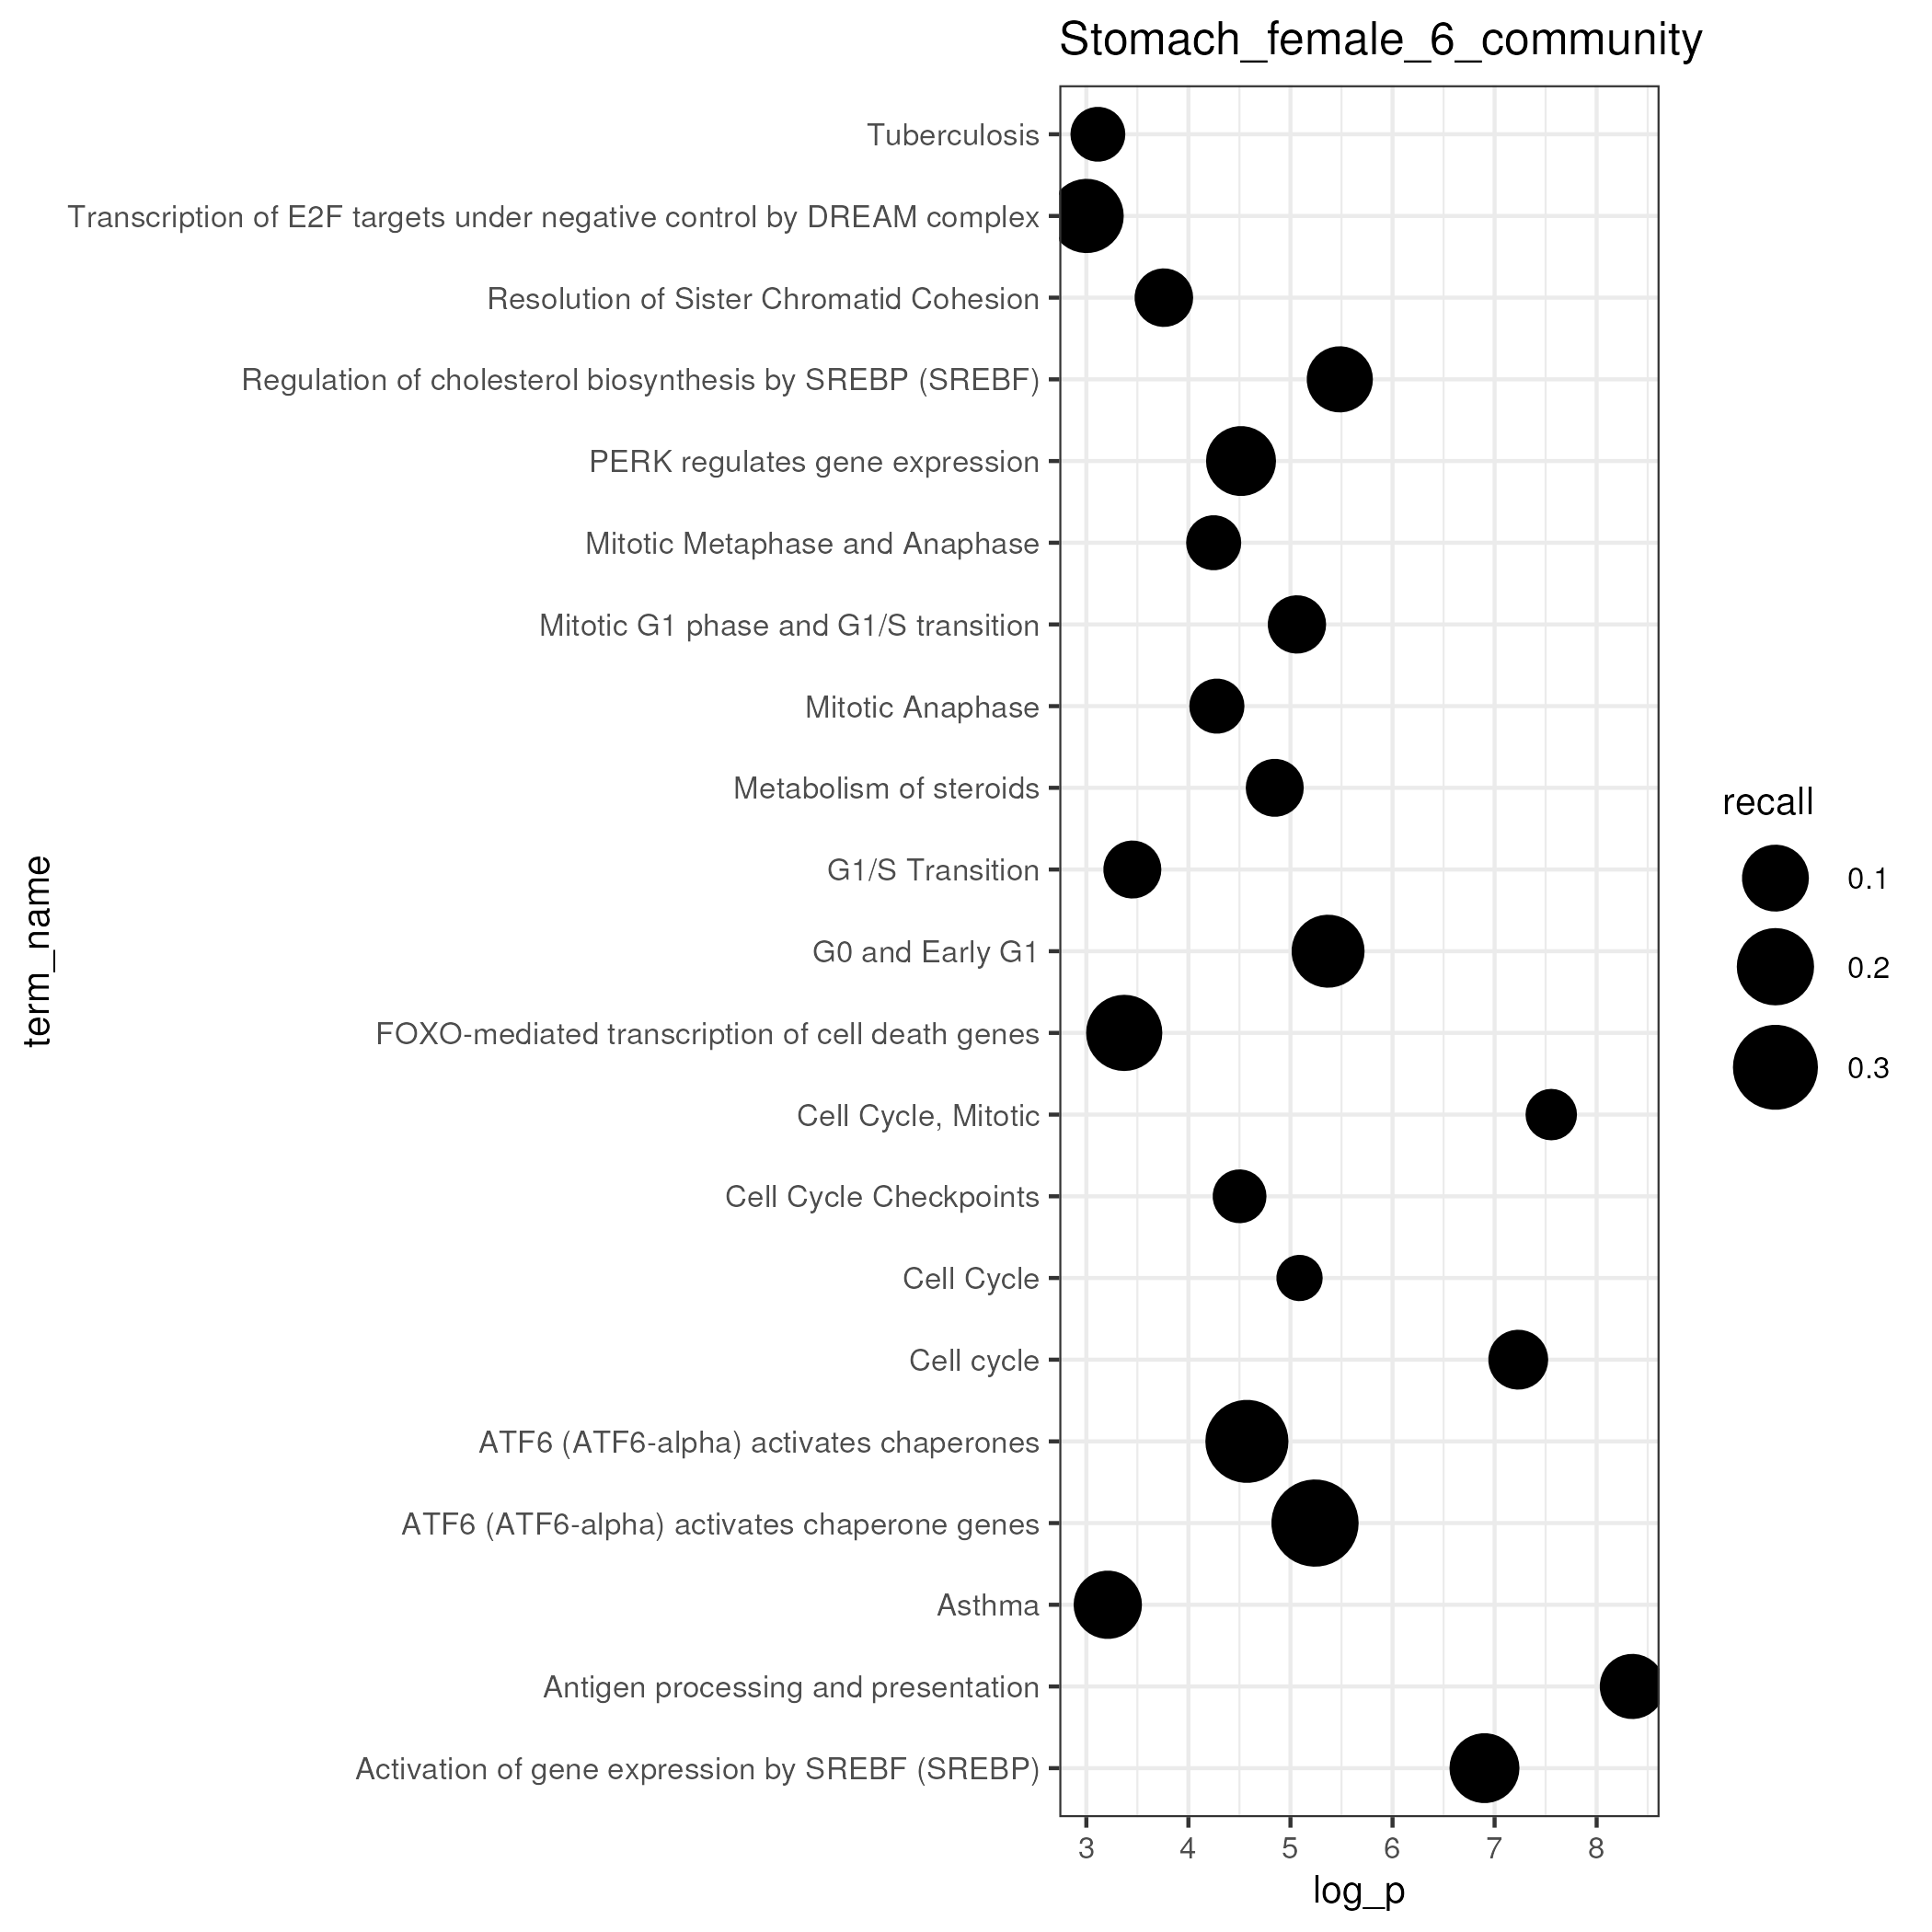 Stomach_female_6_community
Tuberculosis
Transcription of E2F targets under negative control by DREAM complex
Resolution of Sister Chromatid Cohesion
Regulation of cholesterol biosynthesis by SREBP (SREBF)
PERK regulates gene expression
Mitotic Metaphase and Anaphase
Mitotic G1 phase and G1/S transition
Mitotic Anaphase
Metabolism of steroids
G1/S Transition
G0 and Early G1
FOXO-mediated transcription of cell death genes
Cell Cycle, Mitotic
Cell Cycle Checkpoints
Cell Cycle
Cell cycle
ATF6 (ATF6-alpha) activates chaperones
ATF6 (ATF6-alpha) activates chaperone genes
Asthma
Antigen processing and presentation
Activation of gene expression by SREBF (SREBP)
term_name
3 4 5 6 7 8
log_p
recall
0.1
0.2
0.3